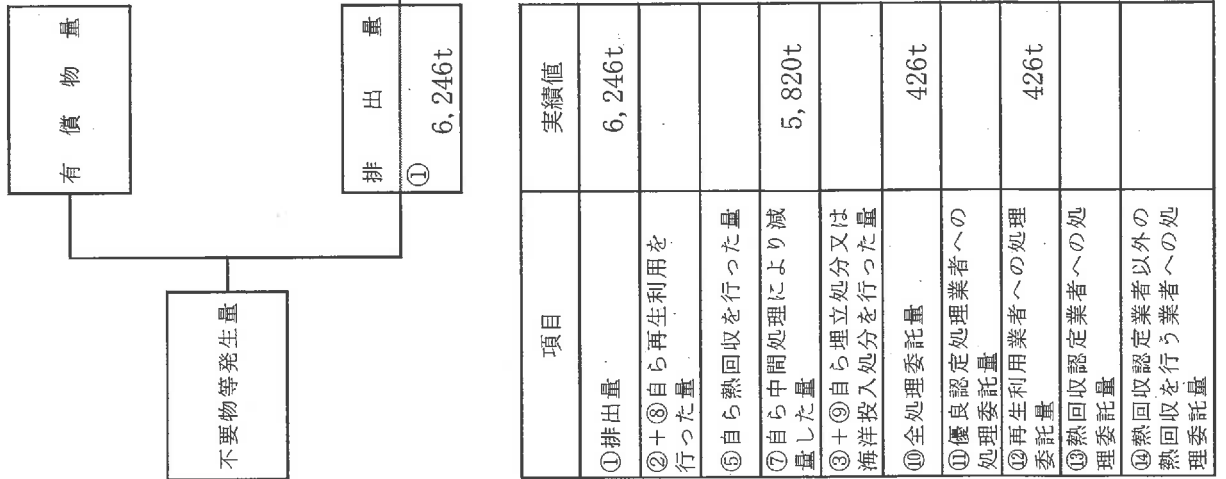 不要物等発生量
有償物量
排出量
①
6,246t
項目
実績値
①排出量
6,246t
②+⑧自ら再生利用を
行った量
⑤自ら熱回収を行った量
⑦自ら中間処理により減
量した量
5,820t
③+⑨自ら埋立処分又は
海洋投入処分を行った量
⑩全処理委託量
426t
⑪優良認定処理業者への
処理委託量
⑫再生利用業者への処理
委託量
426t
⑬熱回収認定業者への処
理委託量
⑭熱回収認定業者以外の
熱回収を行う業者への処
理委託量